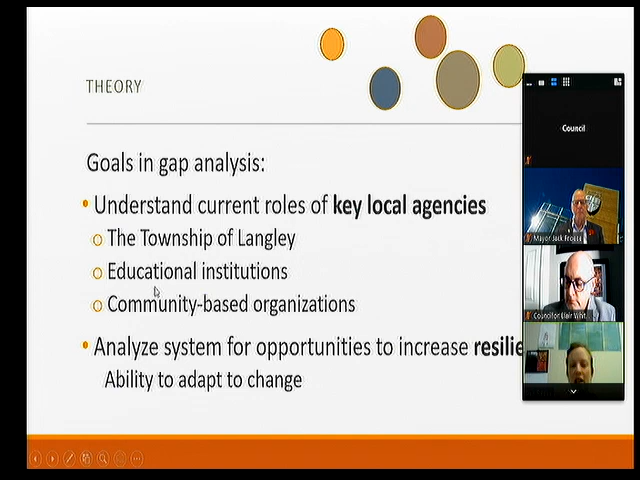 THEORY
Goals in gap analysis:
Understand current roles of key local agencies
The Township of Langley
Educational institutions
Community-based organizations
Analyze system for opportunities to increase resilie
Ability to adapt to change
Council
Mayor Jack Froese
Councillor Blair Whit...